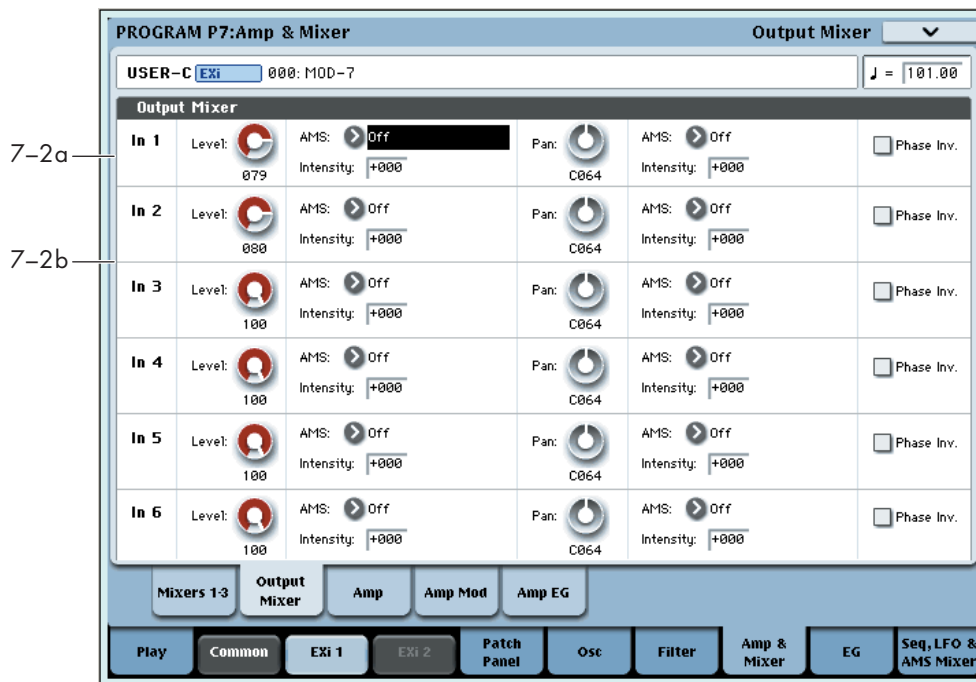 PROGRAM P7:Amp & Mixer Output Mixer
USER-C EXi 000: MOD-7 ♩ = 101.00
Output Mixer
7-2a
In 1 Level: 079 AMS: Off Intensity: +000 Pan: C064 AMS: Off Intensity: +000 Phase Inv.
In 2 Level: 080 AMS: Off Intensity: +000 Pan: C064 AMS: Off Intensity: +000 Phase Inv.
7-2b
In 3 Level: 100 AMS: Off Intensity: +000 Pan: C064 AMS: Off Intensity: +000 Phase Inv.
In 4 Level: 100 AMS: Off Intensity: +000 Pan: C064 AMS: Off Intensity: +000 Phase Inv.
In 5 Level: 100 AMS: Off Intensity: +000 Pan: C064 AMS: Off Intensity: +000 Phase Inv.
In 6 Level: 100 AMS: Off Intensity: +000 Pan: C064 AMS: Off Intensity: +000 Phase Inv.
Mixers 1-3 Output Mixer Amp Amp Mod Amp EG
Play Common EXi 1 EXi 2 Patch Panel Osc Filter Amp & Mixer EG Seq, LFO & AMS Mixer